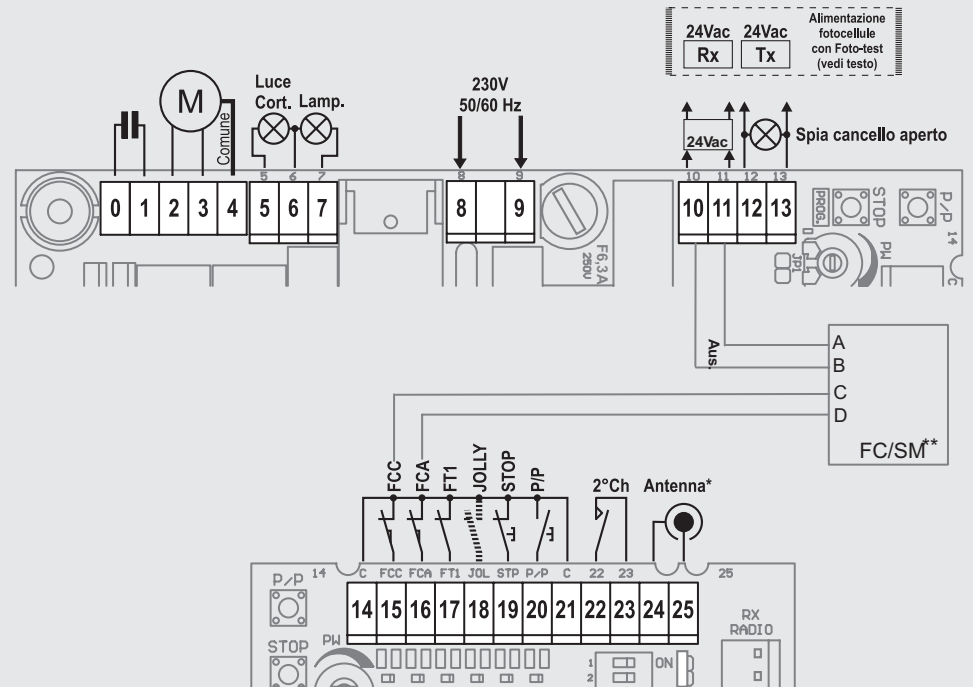 24Vac 24Vac
Rx Tx
Alimentazione
fotocellule
con Foto-test
(vedi testo)
M
Comune
Luce
Cort. Lamp.
230V
50/60 Hz
24Vac
Spia cancello aperto
5 6 7
8 9
10 11 12 13
0 1 2 3 4 5 6 7
8 9
10 11 12 13
F6,3A
250V
PROG.
STOP
P/P
14
C
PW
JP1
Aus.
A
B
C
D
FC/SM**
FCC
FCA
FT1
JOLLY
STOP
P/P
2°Ch
Antenna*
P/P
14 C FCC FCA FT1 JOL STP P/P C 22 23 25
14 15 16 17 18 19 20 21 22 23 24 25
STOP
PW
1
2
ON
RX
RADIO